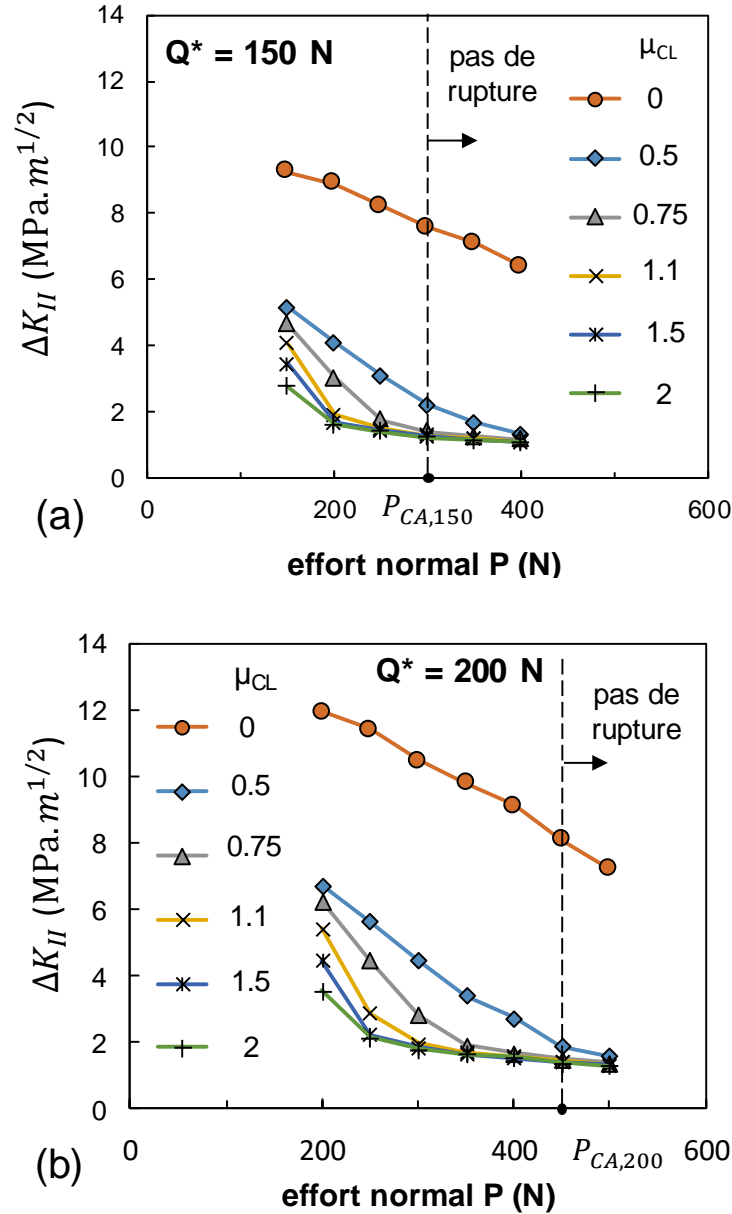 14
12
10
8
6
4
2
0
ΔK_II (MPa.m^1/2)
Q* = 150 N
pas de
rupture
μCL
0
0.5
0.75
1.1
1.5
2
0
200
P_CA,150
400
600
effort normal P (N)
(a)
14
12
10
8
6
4
2
0
ΔK_II (MPa.m^1/2)
Q* = 200 N
μCL
0
0.5
0.75
1.1
1.5
2
pas de
rupture
0
200
400
P_CA,200
600
effort normal P (N)
(b)